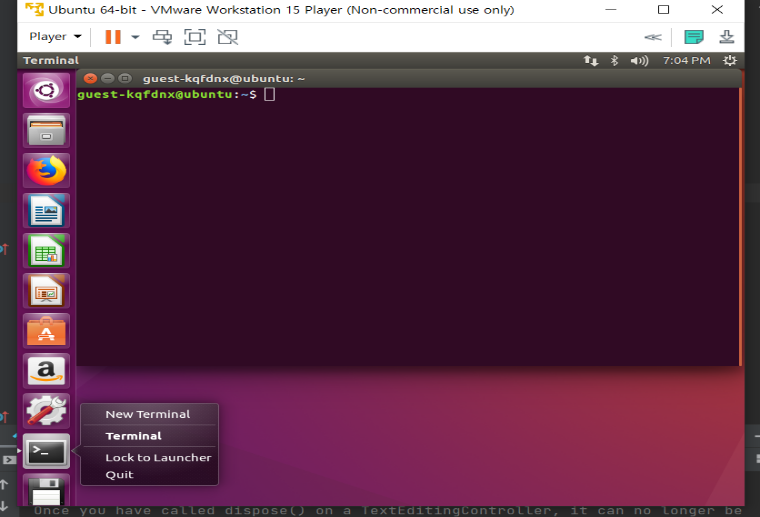 Ubuntu 64-bit - VMware Workstation 15 Player (Non-commercial use only)
Player
Terminal
7:04 PM
guest-kqfdnx@ubuntu: ~
guest-kqfdnx@ubuntu:~$
New Terminal
Terminal
Lock to Launcher
Quit
Once you have called dispose() on a TextEditingController, it can no longer be